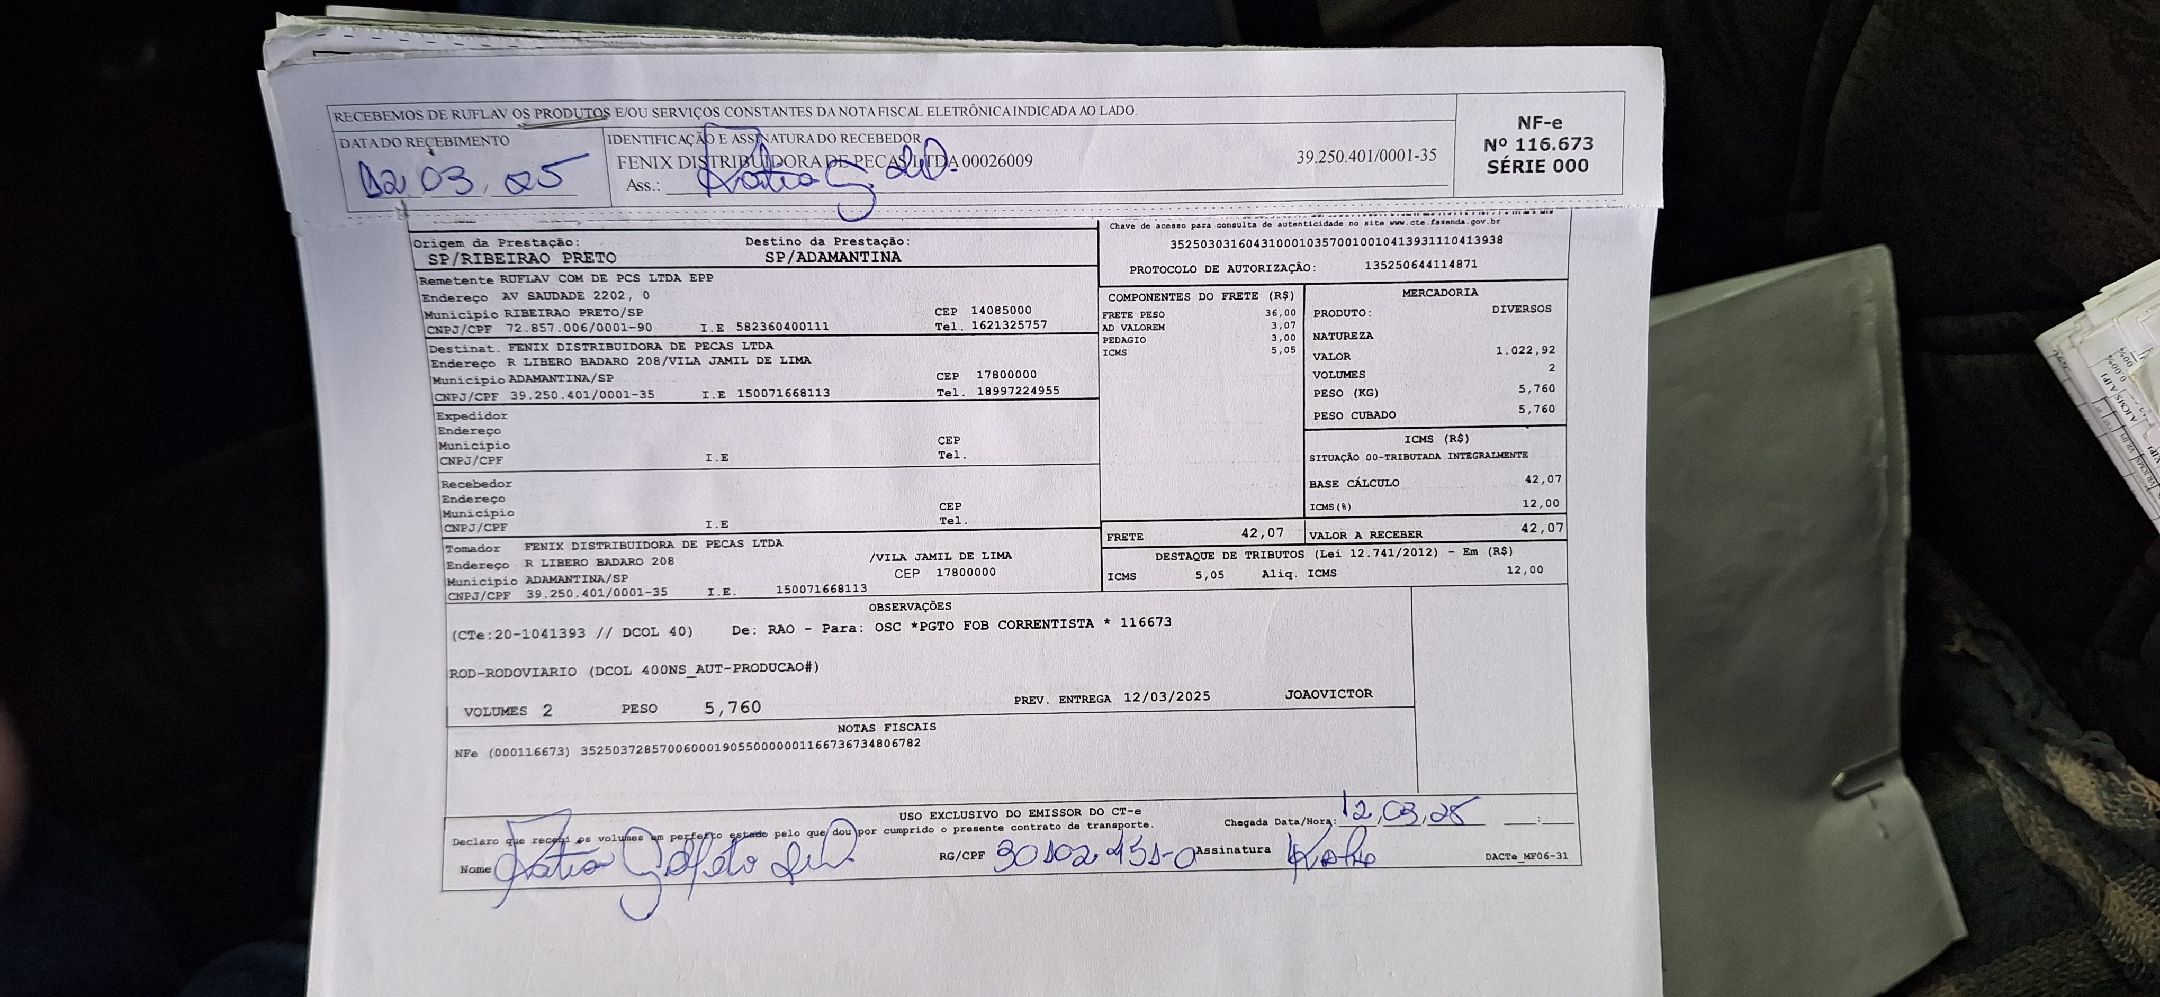 RECEBEMOS DE RUFLAV OS PRODUTOS E/OU SERVIÇOS CONSTANTES DA NOTA FISCAL ELETRÔNICA INDICADA AO LADO.
NF-e
Nº 116.673
SÉRIE 000
DATA DO RECEBIMENTO
12 03. 25
IDENTIFICAÇÃO E ASSINATURA DO RECEBEDOR
FENIX DISTRIBUIDORA DE PECAS LTDA 00026009 39.250.401/0001-35
Ass.:
Chave de acesso para consulta de autenticidade no site www.cte.fazenda.gov.br
35250303160431000103570010010413931110413938
PROTOCOLO DE AUTORIZAÇÃO: 135250644114871
Origem da Prestação: Destino da Prestação:
SP/RIBEIRAO PRETO SP/ADAMANTINA
Remetente RUFLAV COM DE PCS LTDA EPP
Endereço AV SAUDADE 2202, 0
Município RIBEIRAO PRETO/SP CEP 14085000
CNPJ/CPF 72.857.006/0001-90 I.E 582360400111 Tel. 1621325757
Destinat. FENIX DISTRIBUIDORA DE PECAS LTDA
Endereço R LIBERO BADARO 208/VILA JAMIL DE LIMA
Município ADAMANTINA/SP CEP 17800000
CNPJ/CPF 39.250.401/0001-35 I.E 150071668113 Tel. 18997224955
Expedidor
Endereço
Município CEP
CNPJ/CPF I.E Tel.
Recebedor
Endereço
Município CEP
CNPJ/CPF I.E Tel.
Tomador FENIX DISTRIBUIDORA DE PECAS LTDA
Endereço R LIBERO BADARO 208 /VILA JAMIL DE LIMA
Município ADAMANTINA/SP CEP 17800000
CNPJ/CPF 39.250.401/0001-35 I.E. 150071668113
COMPONENTES DO FRETE (R$)
FRETE PESO 36,00
AD VALOREM 3,07
PEDAGIO 3,00
ICMS 5,05
MERCADORIA
PRODUTO: DIVERSOS
NATUREZA
VALOR 1.022,92
VOLUMES 2
PESO (KG) 5,760
PESO CUBADO 5,760
ICMS (R$)
SITUAÇÃO 00-TRIBUTADA INTEGRALMENTE
BASE CÁLCULO 42,07
ICMS(%) 12,00
FRETE 42,07 VALOR A RECEBER 42,07
DESTAQUE DE TRIBUTOS (Lei 12.741/2012) - Em (R$)
ICMS 5,05 Aliq. ICMS 12,00
OBSERVAÇÕES
(CTe:20-1041393 // DCOL 40) De: RAO - Para: OSC *PGTO FOB CORRENTISTA * 116673
ROD-RODOVIARIO (DCOL 400NS_AUT-PRODUCAO#)
VOLUMES 2 PESO 5,760 PREV. ENTREGA 12/03/2025 JOAOVICTOR
NOTAS FISCAIS
NFe (000116673) 35250372857006000190550000001166736734806782
USO EXCLUSIVO DO EMISSOR DO CT-e
Declaro que recebi os volumes em perfeito estado pelo que dou por cumprido o presente contrato de transporte. Chegada Data/Hora: 12,03,25 __:__
Nome RG/CPF Assinatura DACTe_MF06-31